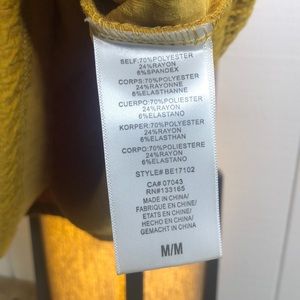 SELF:70%POLYESTER
24%RAYON
6%SPANDEX
CORPS:70%POLYESTER
24%RAYONNE
6%ELASTHANNE
CUERPO:70%POLIESTER
24%RAYON
6%ELASTANO
KORPER:70%POLYESTER
24%RAYON
6%ELASTHAN
CORPO:70%POLIESTERE
24%RAYON
6%ELASTANO
STYLE# BE17102
CA# 07043
RN#133165
MADE IN CHINA/
FABRIQUE EN CHINE/
ETATS EN CHINE/
HECHO EN CHINA/
GEMACHT IN CHINA
M/M